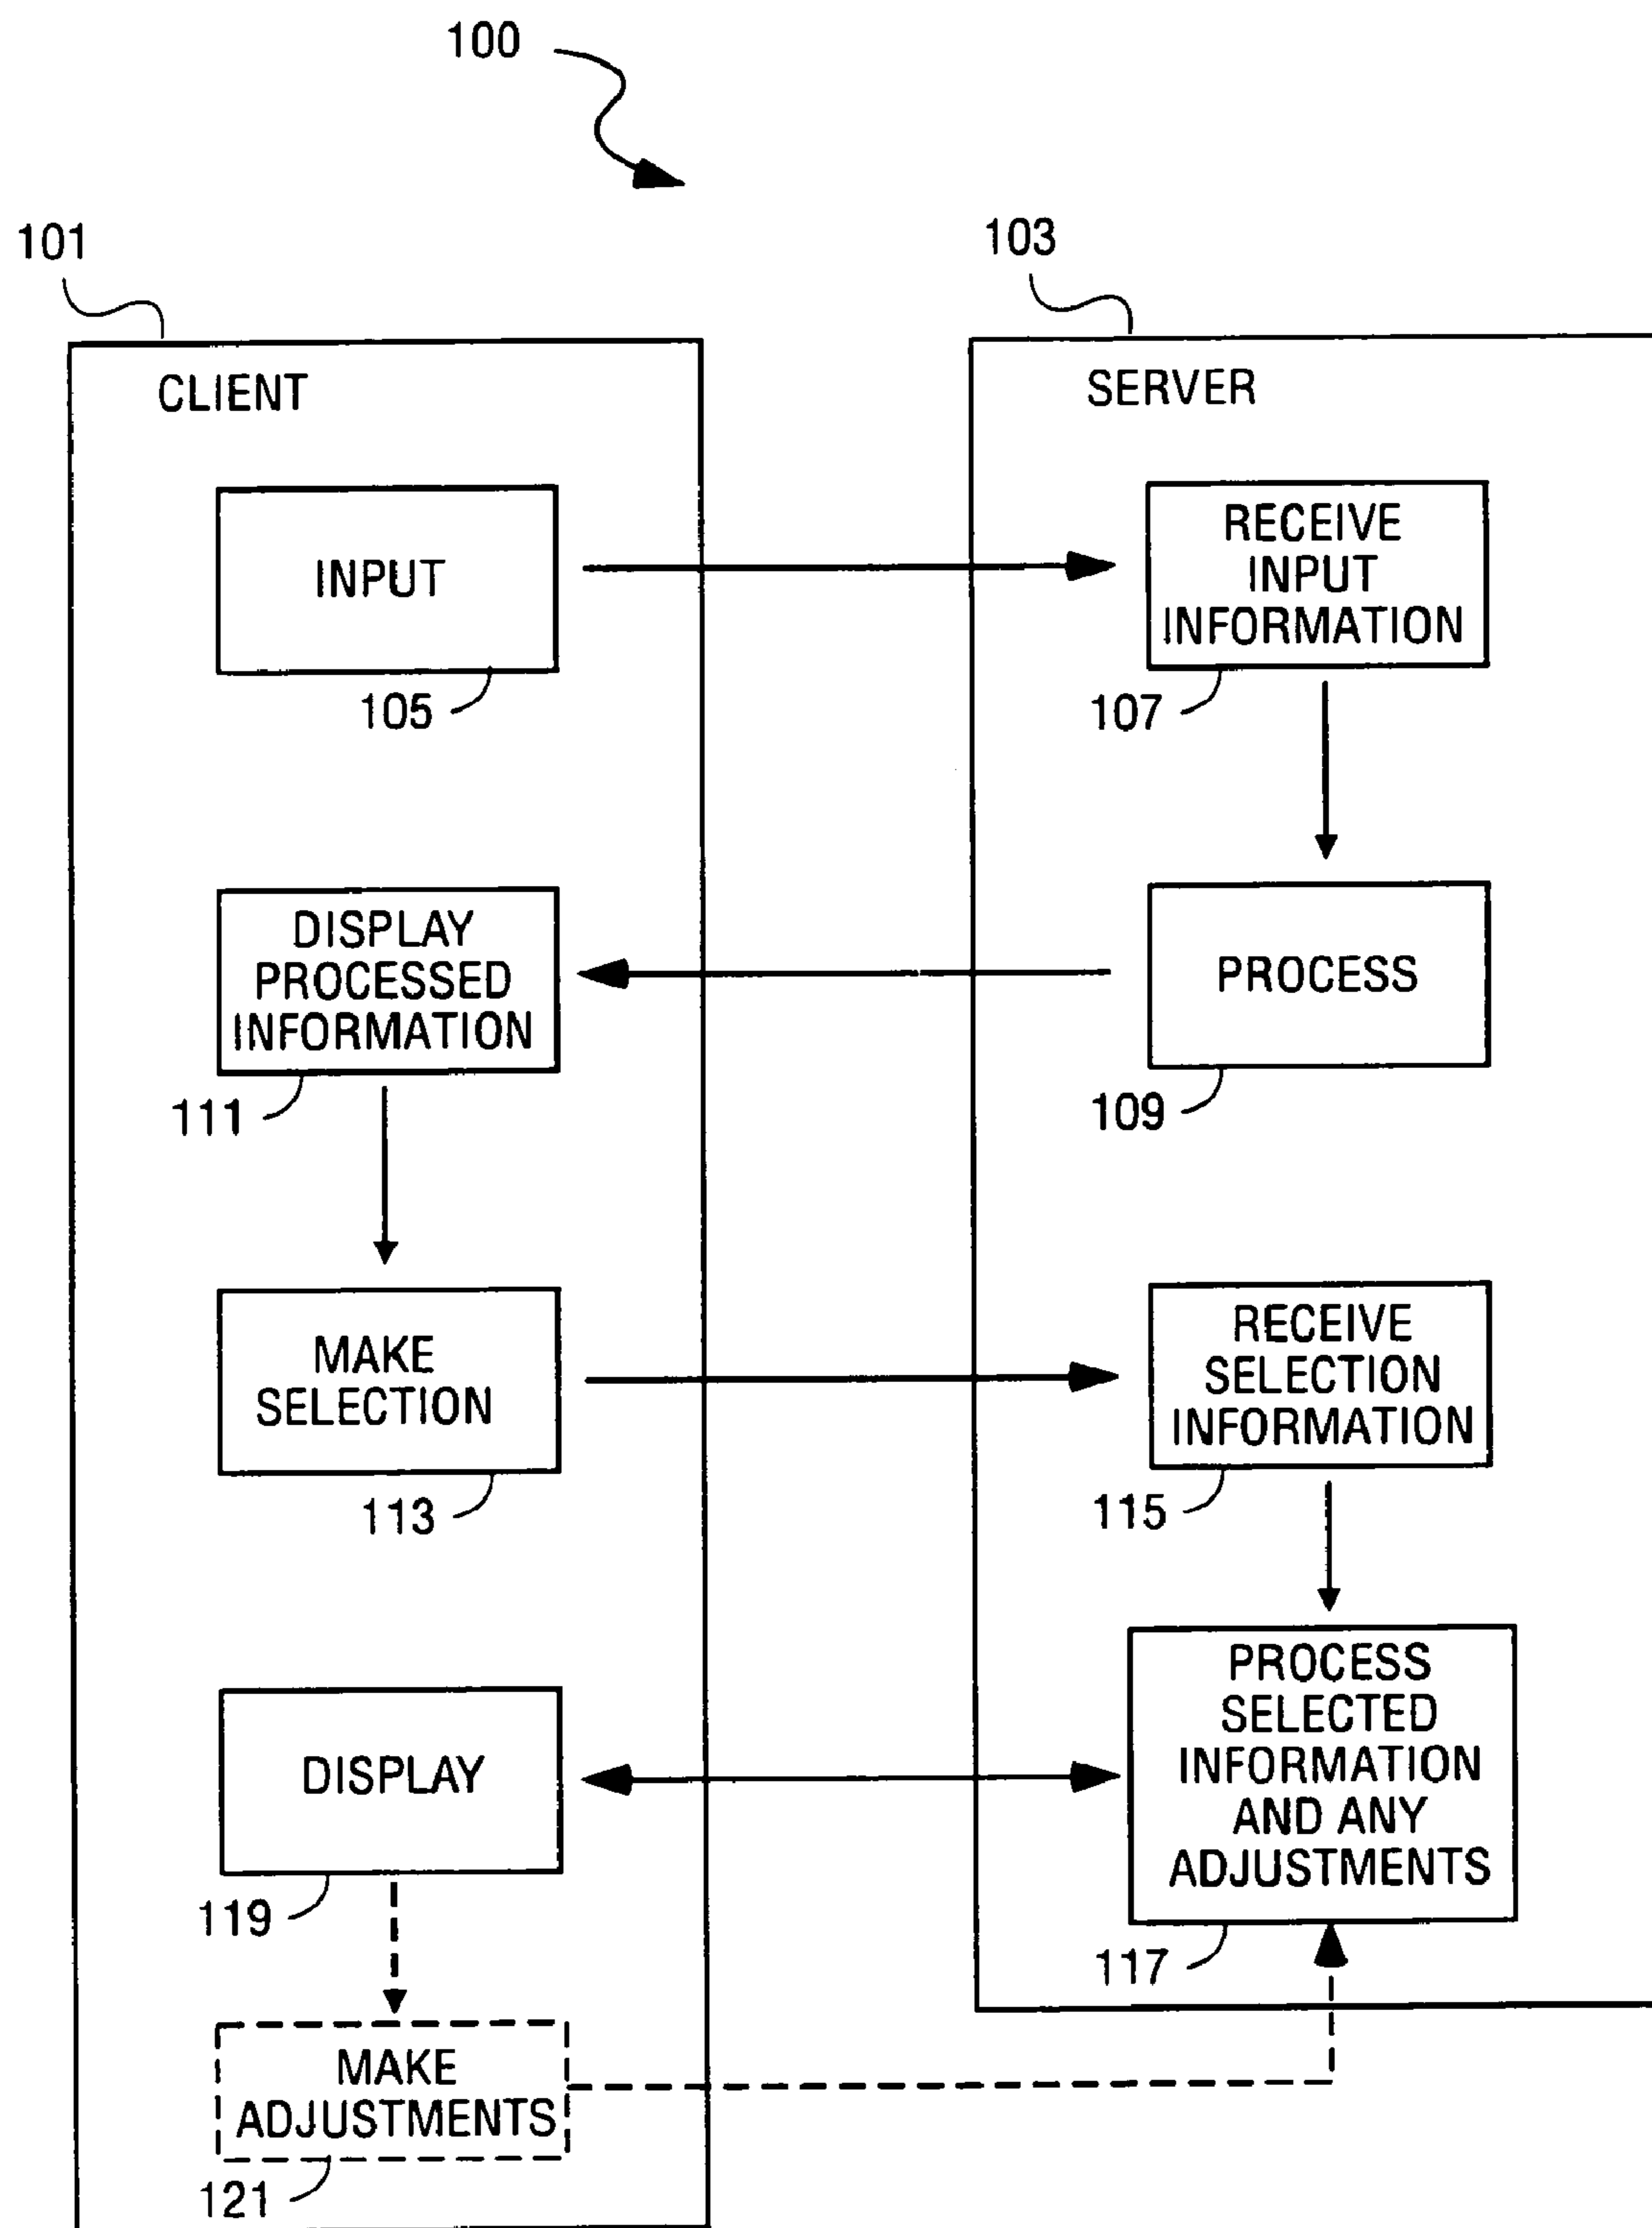 100
101
103
CLIENT
SERVER
INPUT
105
RECEIVE
INPUT
INFORMATION
107
DISPLAY
PROCESSED
INFORMATION
111
PROCESS
109
MAKE
SELECTION
113
RECEIVE
SELECTION
INFORMATION
115
DISPLAY
119
PROCESS
SELECTED
INFORMATION
AND ANY
ADJUSTMENTS
117
MAKE
ADJUSTMENTS
121